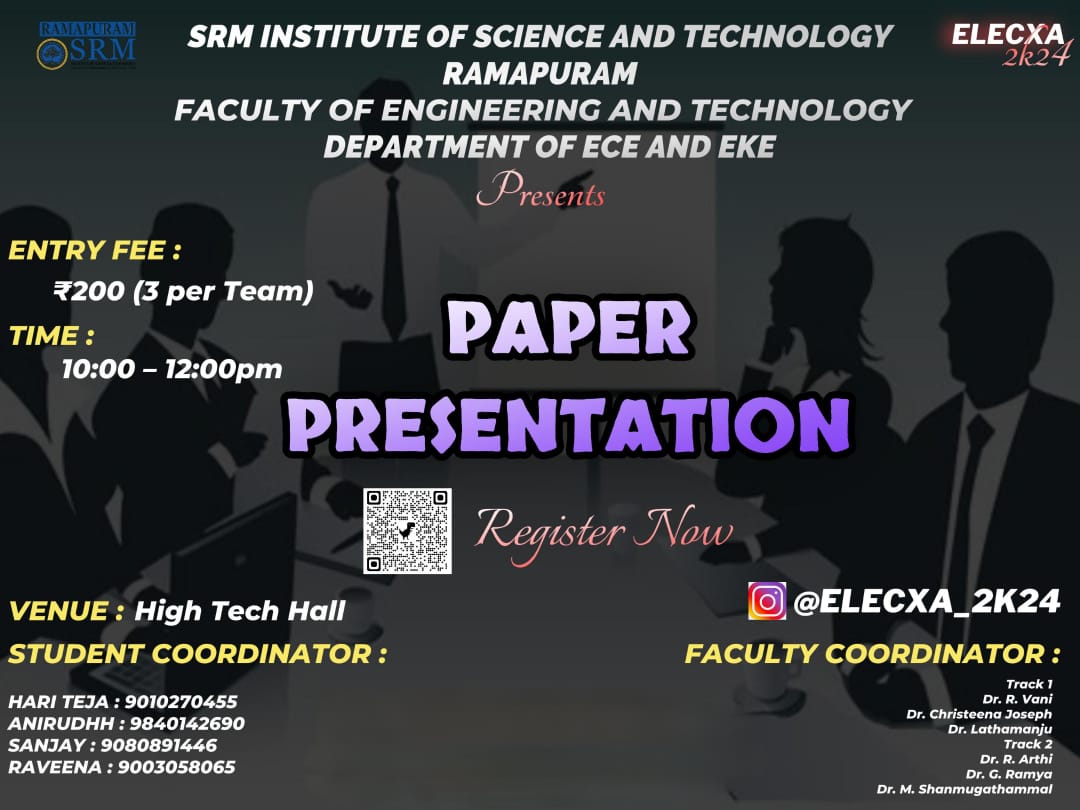 RAMAPURAM
SRM
SRM INSTITUTE OF SCIENCE AND TECHNOLOGY
RAMAPURAM
FACULTY OF ENGINEERING AND TECHNOLOGY
DEPARTMENT OF ECE AND EKE
ELECXA
2k24
Presents
ENTRY FEE :
₹200 (3 per Team)
TIME :
10:00 – 12:00pm
PAPER
PRESENTATION
Register Now
VENUE : High Tech Hall
@ELECXA_2K24
STUDENT COORDINATOR :
HARI TEJA : 9010270455
ANIRUDHH : 9840142690
SANJAY : 9080891446
RAVEENA : 9003058065
FACULTY COORDINATOR :
Track 1
Dr. R. Vani
Dr. Christeena Joseph
Dr. Lathamanju
Track 2
Dr. R. Arthi
Dr. G. Ramya
Dr. M. Shanmugathammal